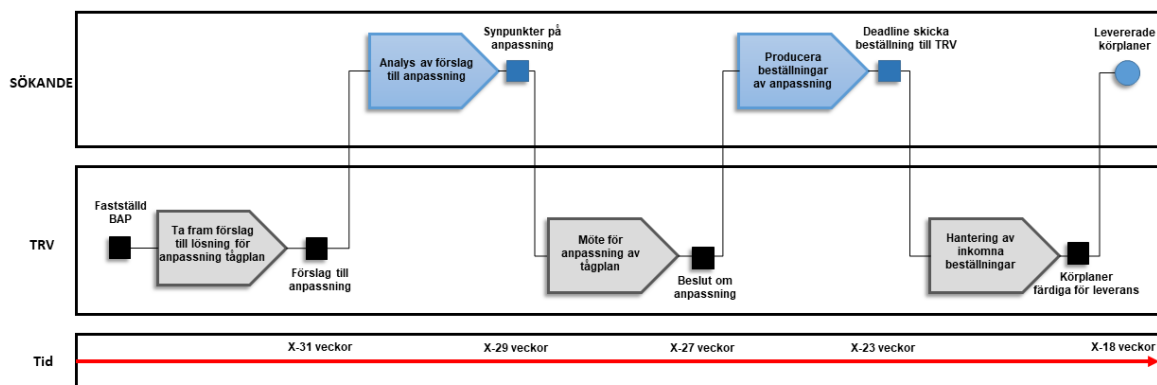 SÖKANDE
Analys av förslag
till anpassning
Synpunkter på
anpassning
Producera
beställningar
av anpassning
Deadline skicka
beställning till TRV
Levererade
körplaner
TRV
Fastställd
BAP
Ta fram förslag
till lösning för
anpassning tågplan
Förslag till
anpassning
Möte för
anpassning av
tågplan
Beslut om
anpassning
Hantering av
inkomna
beställningar
Körplaner
färdiga för leverans
Tid
X-31 veckor
X-29 veckor
X-27 veckor
X-23 veckor
X-18 veckor